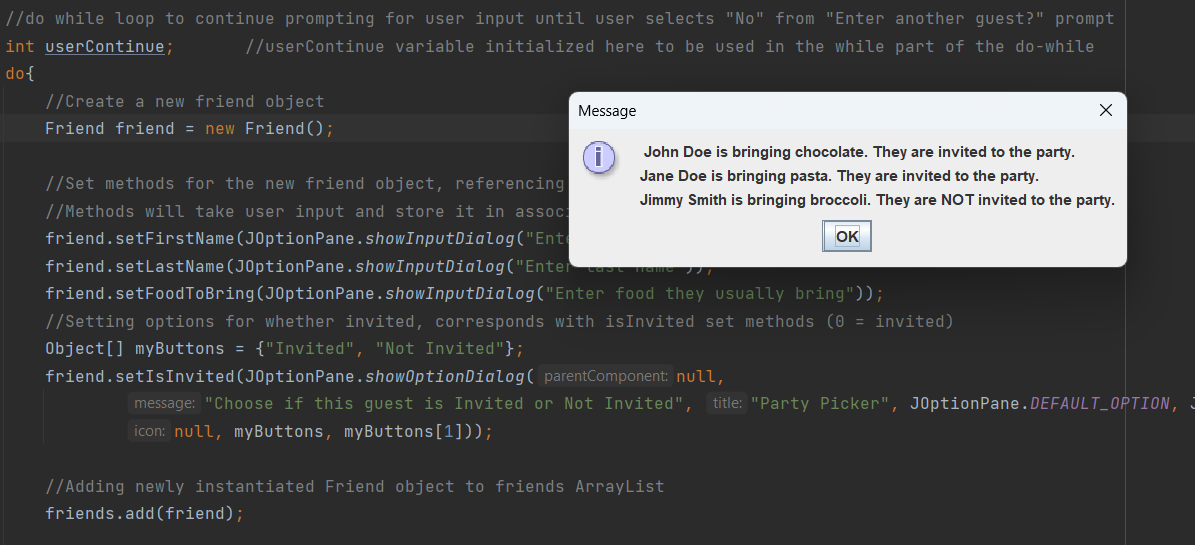 //do while loop to continue prompting for user input until user selects "No" from "Enter another guest?" prompt
int userContinue;       //userContinue variable initialized here to be used in the while part of the do-while
do{
//Create a new friend object
Friend friend = new Friend();
//Set methods for the new friend object, referencing
//Methods will take user input and store it in
friend.setFirstName(JOptionPane.showInputDialog("
friend.setLastName(JOptionPane.showInputDialog("Enter last name"));
friend.setFoodToBring(JOptionPane.showInputDialog("Enter food they usually bring"));
//Setting options for whether invited, corresponds with isInvited set methods (0 = invited)
Object[] myButtons = {"Invited", "Not Invited"};
friend.setIsInvited(JOptionPane.showOptionDialog( parentComponent: null,
message: "Choose if this guest is Invited or Not Invited", title: "Party Picker", JOptionPane.DEFAULT_OPTION,
icon: null, myButtons, myButtons[1]));
//Adding newly instantiated Friend object to friends ArrayList
friends.add(friend);
Message
John Doe is bringing chocolate. They are invited to the party.
Jane Doe is bringing pasta. They are invited to the party.
Jimmy Smith is bringing broccoli. They are NOT invited to the party.
OK